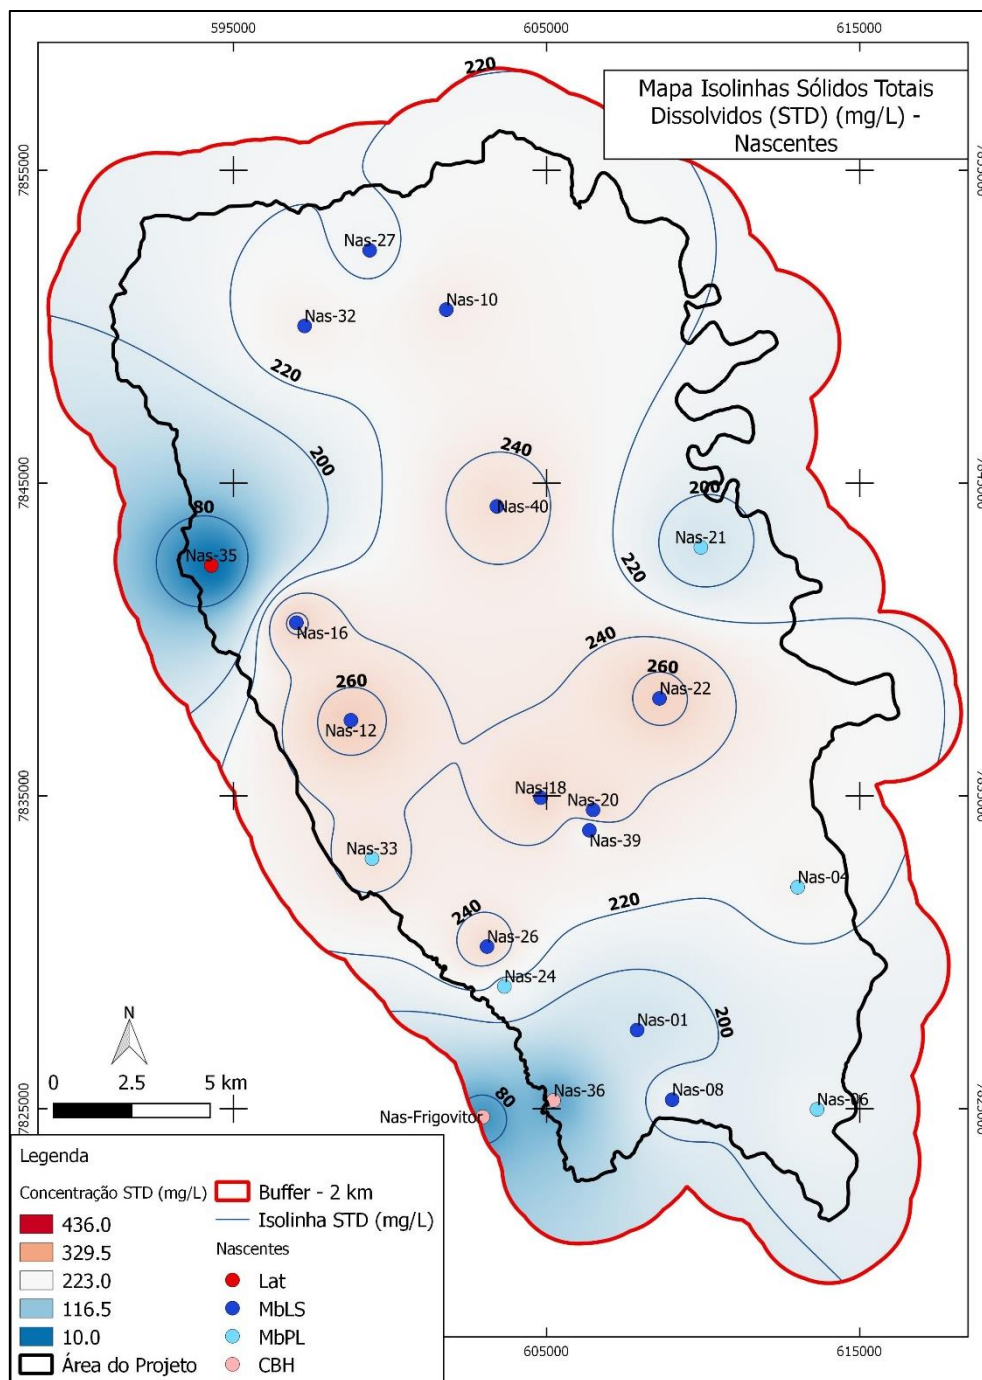 595000
605000
615000
220
Mapa Isolinhas Sólidos Totais
Dissolvidos (STD) (mg/L) -
Nascentes
7855000
7855000
Nas-27
Nas-10
Nas-32
220
200
240
7845000
7845000
80
200
Nas-40
Nas-21
Nas-35
220
Nas-16
240
260
260
Nas-22
Nas-12
7835000
7835000
Nas-18
Nas-20
Nas-39
Nas-33
Nas-04
240
220
Nas-26
Nas-24
200
Nas-01
N
0 2.5 5 km
80
Nas-36
Nas-08
Nas-06
Nas-Frigovitor
7825000
7825000
Legenda
Concentração STD (mg/L)
436.0
329.5
223.0
116.5
10.0
Área do Projeto
Buffer - 2 km
Isolinha STD (mg/L)
Nascentes
Lat
MbLS
MbPL
CBH
605000
615000